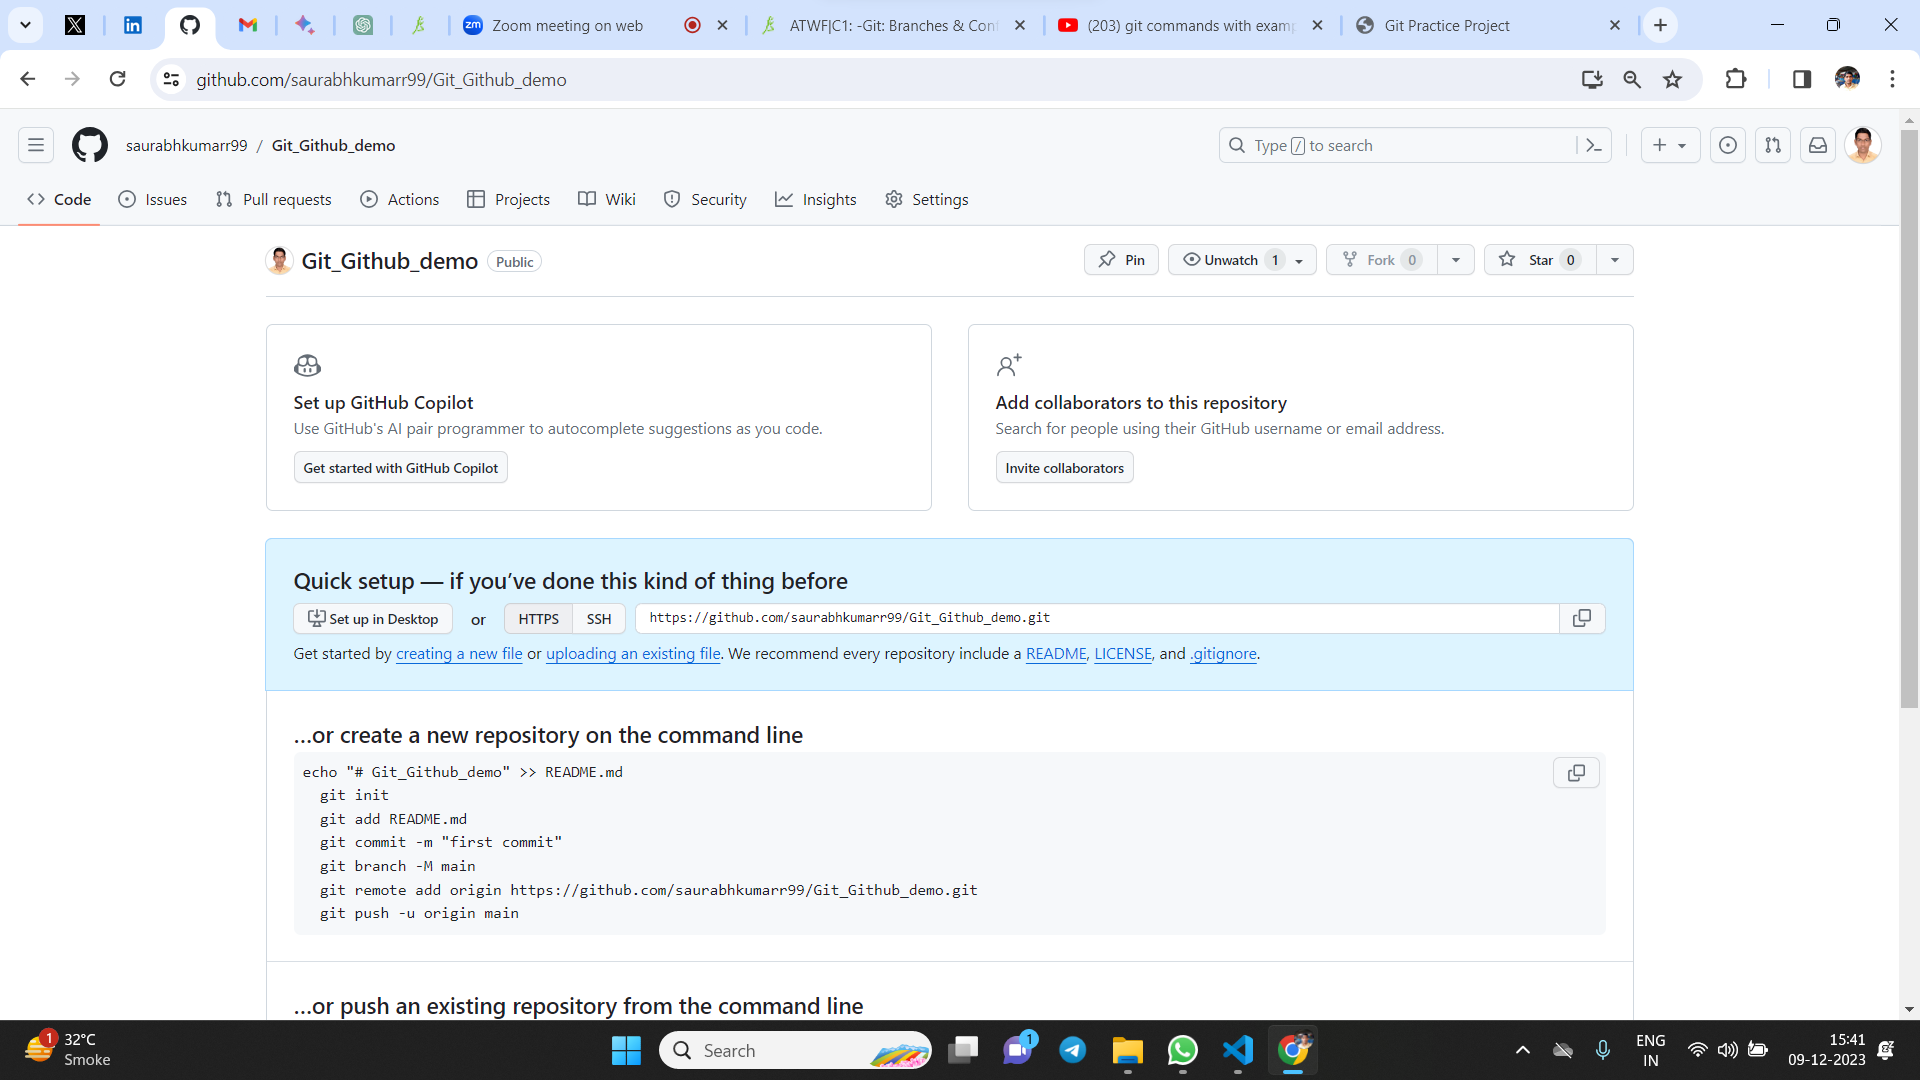 Zoom meeting on web
ATWF|C1: -Git: Branches & Con
(203) git commands with examp
Git Practice Project
github.com/saurabhkumarr99/Git_Github_demo
saurabhkumarr99 / Git_Github_demo
Type / to search
Code
Issues
Pull requests
Actions
Projects
Wiki
Security
Insights
Settings
Git_Github_demo Public
Pin
Unwatch 1
Fork 0
Star 0
Set up GitHub Copilot
Use GitHub's AI pair programmer to autocomplete suggestions as you code.
Get started with GitHub Copilot
Add collaborators to this repository
Search for people using their GitHub username or email address.
Invite collaborators
Quick setup — if you’ve done this kind of thing before
Set up in Desktop or HTTPS SSH https://github.com/saurabhkumarr99/Git_Github_demo.git
Get started by creating a new file or uploading an existing file. We recommend every repository include a README, LICENSE, and .gitignore.
…or create a new repository on the command line
echo "# Git_Github_demo" >> README.md
git init
git add README.md
git commit -m "first commit"
git branch -M main
git remote add origin https://github.com/saurabhkumarr99/Git_Github_demo.git
git push -u origin main
…or push an existing repository from the command line
1
32°C
Smoke
Search
1
ENG
IN
15:41
09-12-2023